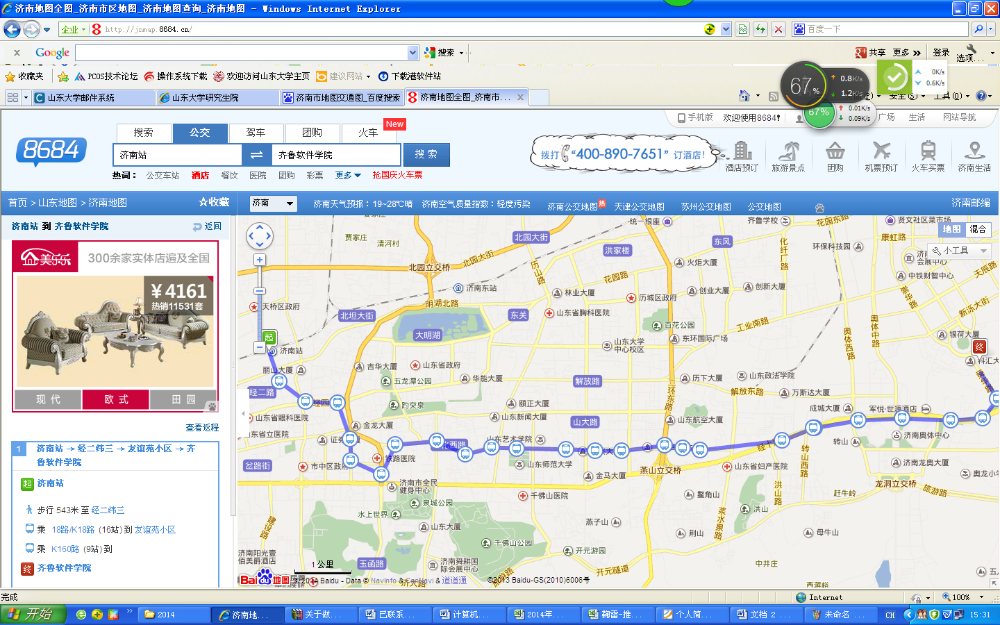 济南地图全图_济南市区地图_济南地图查询_济南地图 - Windows Internet Explorer
企业 http://jnmap.8684.cn/
百度一下
x Google 搜索 共享 更多 » 登录 选项...
收藏夹 PCOS技术论坛 操作系统下载 欢迎访问山东大学主页 建议网站 下载港软件站
山东大学邮件系统 山东大学研究生院 济南市地图交通图_百度搜索 济南地图全图_济南市... x
67% 0.8K/s 1.2K/s
0K/s 0.6K/s
安全(S) 工具(O)
67% 0.01K/s 0.09K/s
手机版 欢迎使用8684! 广场 生活 网站导航
8684
搜索 公交 驾车 团购 火车 New
济南站 齐鲁软件学院 搜 索
热词： 公交车站 酒店 餐饮 医院 团购 彩票 更多 抢国庆火车票
拨打 “400-890-7651” 订酒店!
酒店预订 旅游景点 团购 机票预订 火车买票 济南生活
首页 > 山东地图 > 济南地图 ☆收藏
济南 济南天气预报：19~28℃晴 济南空气质量指数：轻度污染 济南公交地图 热 天津公交地图 苏州公交地图 公交地图 济南邮编
济南站 到 齐鲁软件学院 返回
美乐乐 300余家实体店遍及全国
￥4161
热销11531套
现 代 欧 式 田 园
查看返程
1 济南站 → 经二纬三 → 友谊苑小区 → 齐
鲁软件学院
起 济南站
步行 543米 至 经二纬三
乘 18路/K18路 (16站) 到 友谊苑小区
乘 K160路 (9站) 到
终 齐鲁软件学院
地图 混合
小工具
统一银座
齐鲁学校
花园东路
贤文社区菜市场
康虹路
贾家庄
清河村
北园大街
洪家楼
东风
化纤厂路
环保科技园
会展中心
北园立交桥
北园大街
历山路
花园路
火炬大厦
中铁财智中心
天辰路
崇华路
济南东站
林业大厦
历城区政府
创业大厦
创新大厦
新泺大街
天桥区政府
明湖北路
北坦大街
东关
山东省胸科医院
百花公园
工业南路
奥体西路
奥体中路
大明湖
东环国际广场
银荷大厦
起
济南站
山东大学
中心校区
终
科汇大
丽山大厦
吉华大厦
山东省政府
五龙潭公园
华能大厦
解放路
历下大厦
山东政法学院
解放东路
万斯达大厦
经二路
经四
趵突泉
颐正大厦
二环东路
成城大厦
军悦·世源酒店
山东省眼科医院
山东新闻大厦
山大路
山东航空大厦
金龙大厦
东省立医院
山东艺术学院
经十
转山
济南奥体中心
铁路医院
山东师范大学
岔路街
市中区政府
燕山立交桥
山东省妇产医院
转山西路
济南龙奥大厦
金马大厦
龙洞立交桥
旅游路
奥龙小
济南市全民
健身中心
千佛山医院
鳌角山
洪山路
赶牛岭
泉城公园
水上世界
洪山
浆水泉路
建设路
山东大厦
燕子山
荆山
母牛山
千佛山公园
济南阳光壹
佰美爵酒店
开元游园
玉函路
济南舜耕国
际会展中心
开元隧道
中井庄
西蒋峪
1 公里
Bai 地图 © 2014 Baidu - Data © NavInfo & CenNavi & 道道通 ©2013 Baidu-GS(2010)6006号
完成 Internet 100%
开始 2014 济南地... 关于做... 已联系... 计算机... 2014年... 鞠雷-推... 个人简... 文档 2 ... 未命名 ... CH 15:31